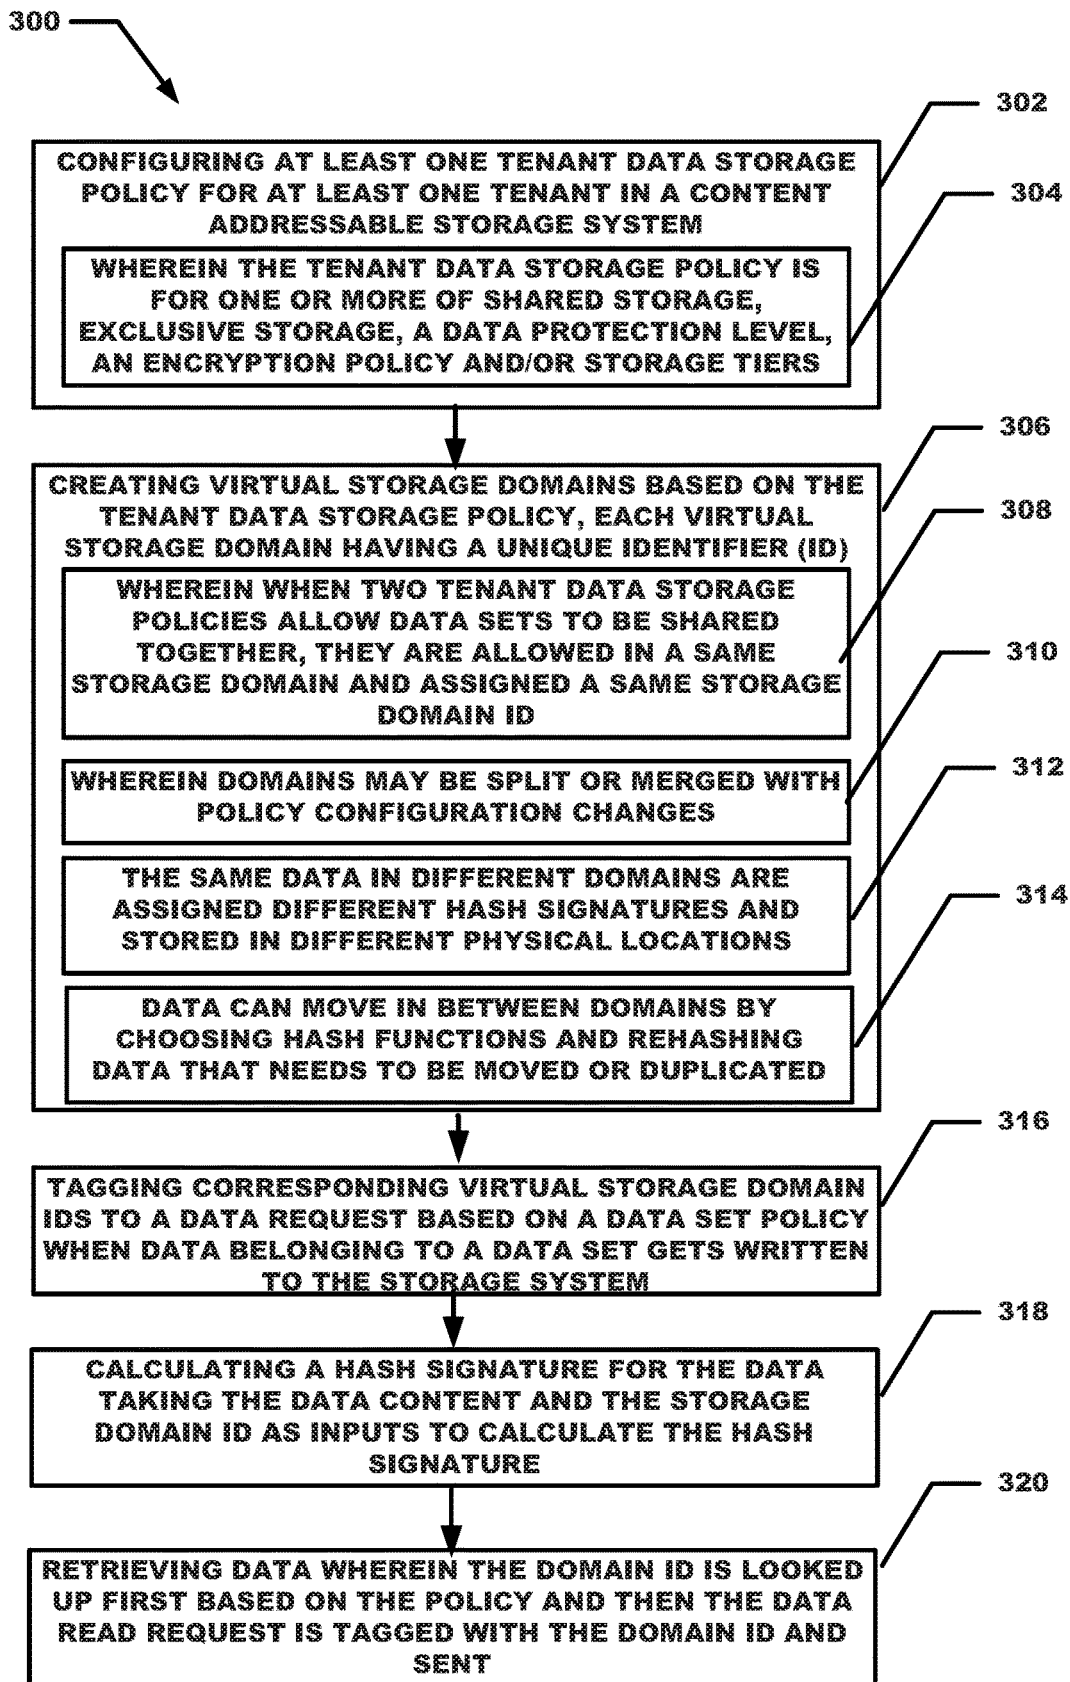 300
302
CONFIGURING AT LEAST ONE TENANT DATA STORAGE
POLICY FOR AT LEAST ONE TENANT IN A CONTENT
ADDRESSABLE STORAGE SYSTEM
304
WHEREIN THE TENANT DATA STORAGE POLICY IS
FOR ONE OR MORE OF SHARED STORAGE,
EXCLUSIVE STORAGE, A DATA PROTECTION LEVEL,
AN ENCRYPTION POLICY AND/OR STORAGE TIERS
306
CREATING VIRTUAL STORAGE DOMAINS BASED ON THE
TENANT DATA STORAGE POLICY, EACH VIRTUAL
STORAGE DOMAIN HAVING A UNIQUE IDENTIFIER (ID)
308
WHEREIN WHEN TWO TENANT DATA STORAGE
POLICIES ALLOW DATA SETS TO BE SHARED
TOGETHER, THEY ARE ALLOWED IN A SAME
STORAGE DOMAIN AND ASSIGNED A SAME STORAGE
DOMAIN ID
310
WHEREIN DOMAINS MAY BE SPLIT OR MERGED WITH
POLICY CONFIGURATION CHANGES
312
THE SAME DATA IN DIFFERENT DOMAINS ARE
ASSIGNED DIFFERENT HASH SIGNATURES AND
STORED IN DIFFERENT PHYSICAL LOCATIONS
314
DATA CAN MOVE IN BETWEEN DOMAINS BY
CHOOSING HASH FUNCTIONS AND REHASHING
DATA THAT NEEDS TO BE MOVED OR DUPLICATED
316
TAGGING CORRESPONDING VIRTUAL STORAGE DOMAIN
IDS TO A DATA REQUEST BASED ON A DATA SET POLICY
WHEN DATA BELONGING TO A DATA SET GETS WRITTEN
TO THE STORAGE SYSTEM
318
CALCULATING A HASH SIGNATURE FOR THE DATA
TAKING THE DATA CONTENT AND THE STORAGE
DOMAIN ID AS INPUTS TO CALCULATE THE HASH
SIGNATURE
320
RETRIEVING DATA WHEREIN THE DOMAIN ID IS LOOKED
UP FIRST BASED ON THE POLICY AND THEN THE DATA
READ REQUEST IS TAGGED WITH THE DOMAIN ID AND
SENT